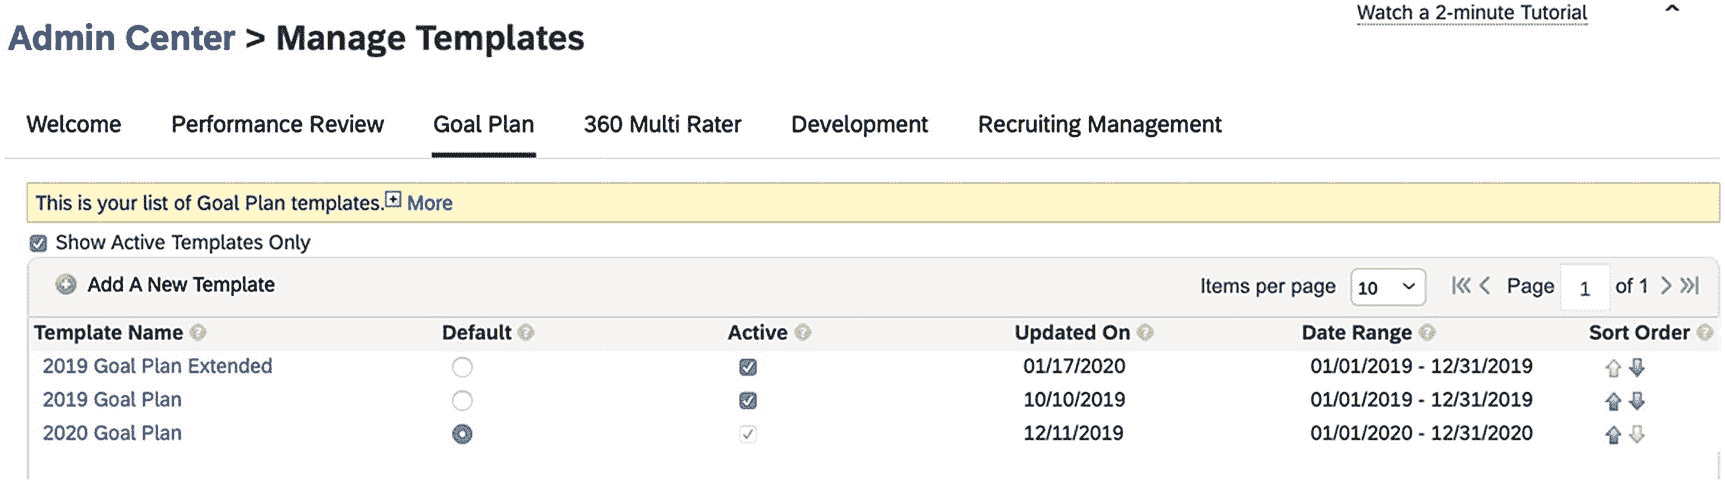 Watch a 2-minute Tutorial
Admin Center > Manage Templates
Welcome Performance Review Goal Plan 360 Multi Rater Development Recruiting Management
This is your list of Goal Plan templates. More
Show Active Templates Only
Add A New Template Items per page 10 Page 1 of 1
Template Name Default Active Updated On Date Range Sort Order
2019 Goal Plan Extended 01/17/2020 01/01/2019 - 12/31/2019
2019 Goal Plan 10/10/2019 01/01/2019 - 12/31/2019
2020 Goal Plan 12/11/2019 01/01/2020 - 12/31/2020